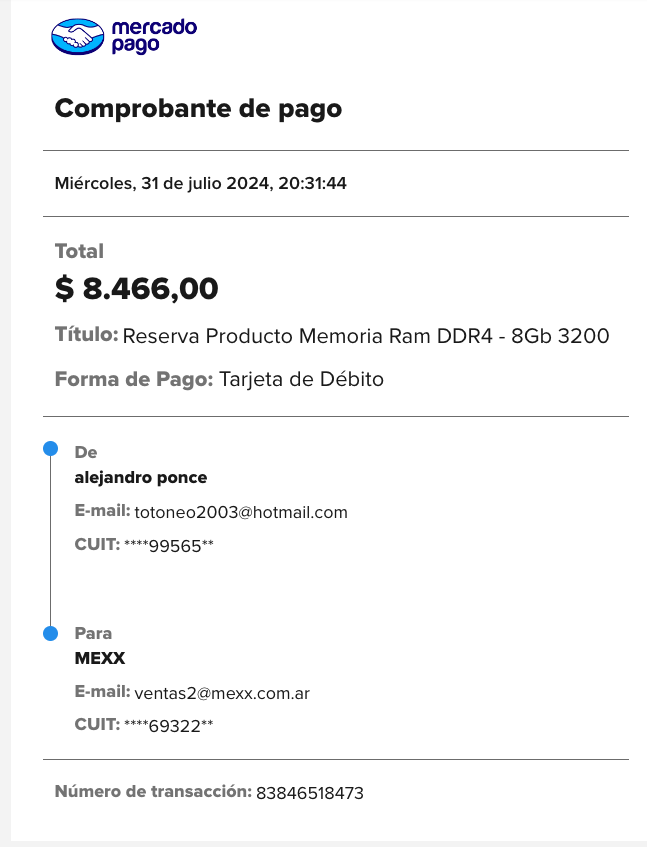 mercado
pago
Comprobante de pago
Miércoles, 31 de julio 2024, 20:31:44
Total
$ 8.466,00
Título: Reserva Producto Memoria Ram DDR4 - 8Gb 3200
Forma de Pago: Tarjeta de Débito
De
alejandro ponce
E-mail: totoneo2003@hotmail.com
CUIT: ****99565**
Para
MEXX
E-mail: ventas2@mexx.com.ar
CUIT: ****69322**
Número de transacción: 83846518473